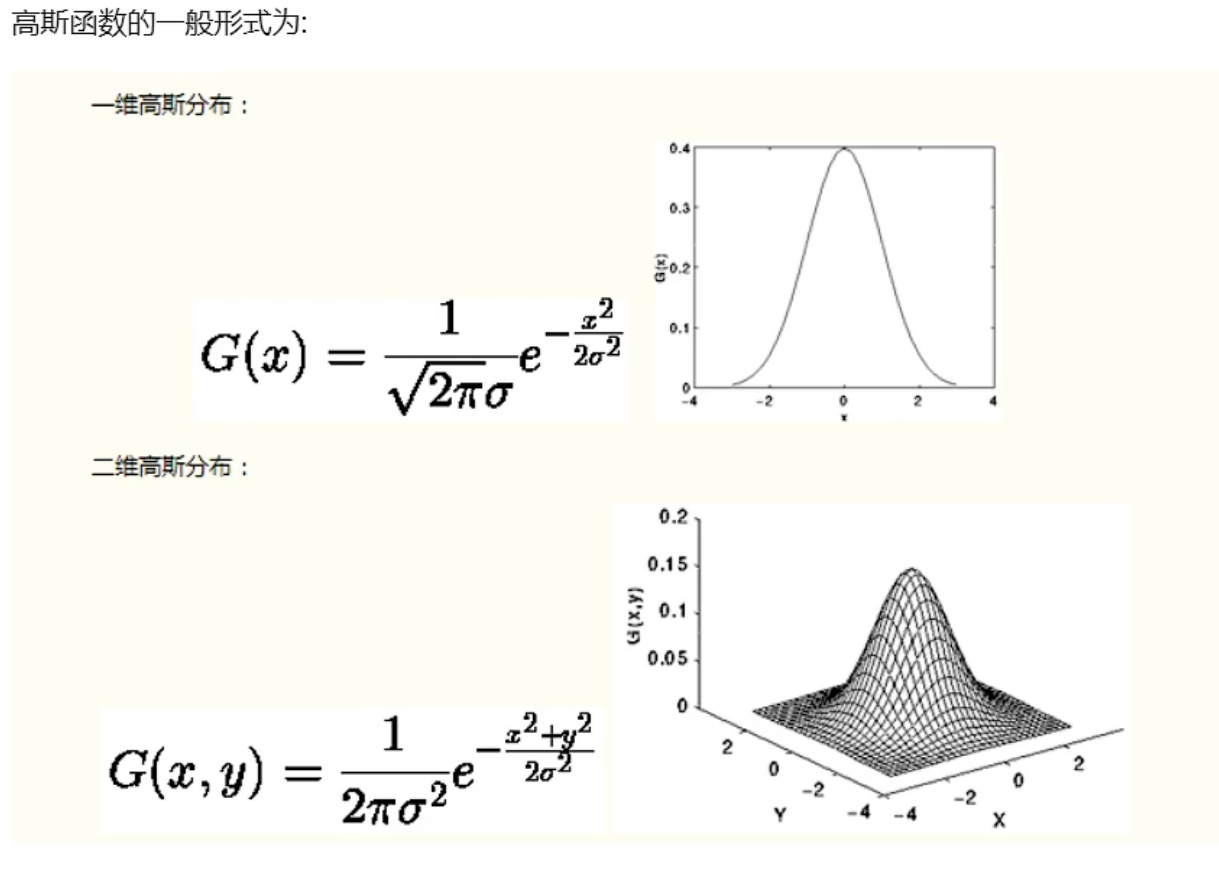 高斯函数的一般形式为:
一维高斯分布：
G(x) = \frac{1}{\sqrt{2\pi}\sigma} e^{-\frac{x^2}{2\sigma^2}}
0.4
0.3
0.2
0.1
0
G(x)
-4 -2 0 2 4
x
二维高斯分布：
G(x, y) = \frac{1}{2\pi\sigma^2} e^{-\frac{x^2+y^2}{2\sigma^2}}
0.2
0.15
0.1
0.05
0
G(x,y)
2 0 -2 -4
Y
-4 -2 0 2
X